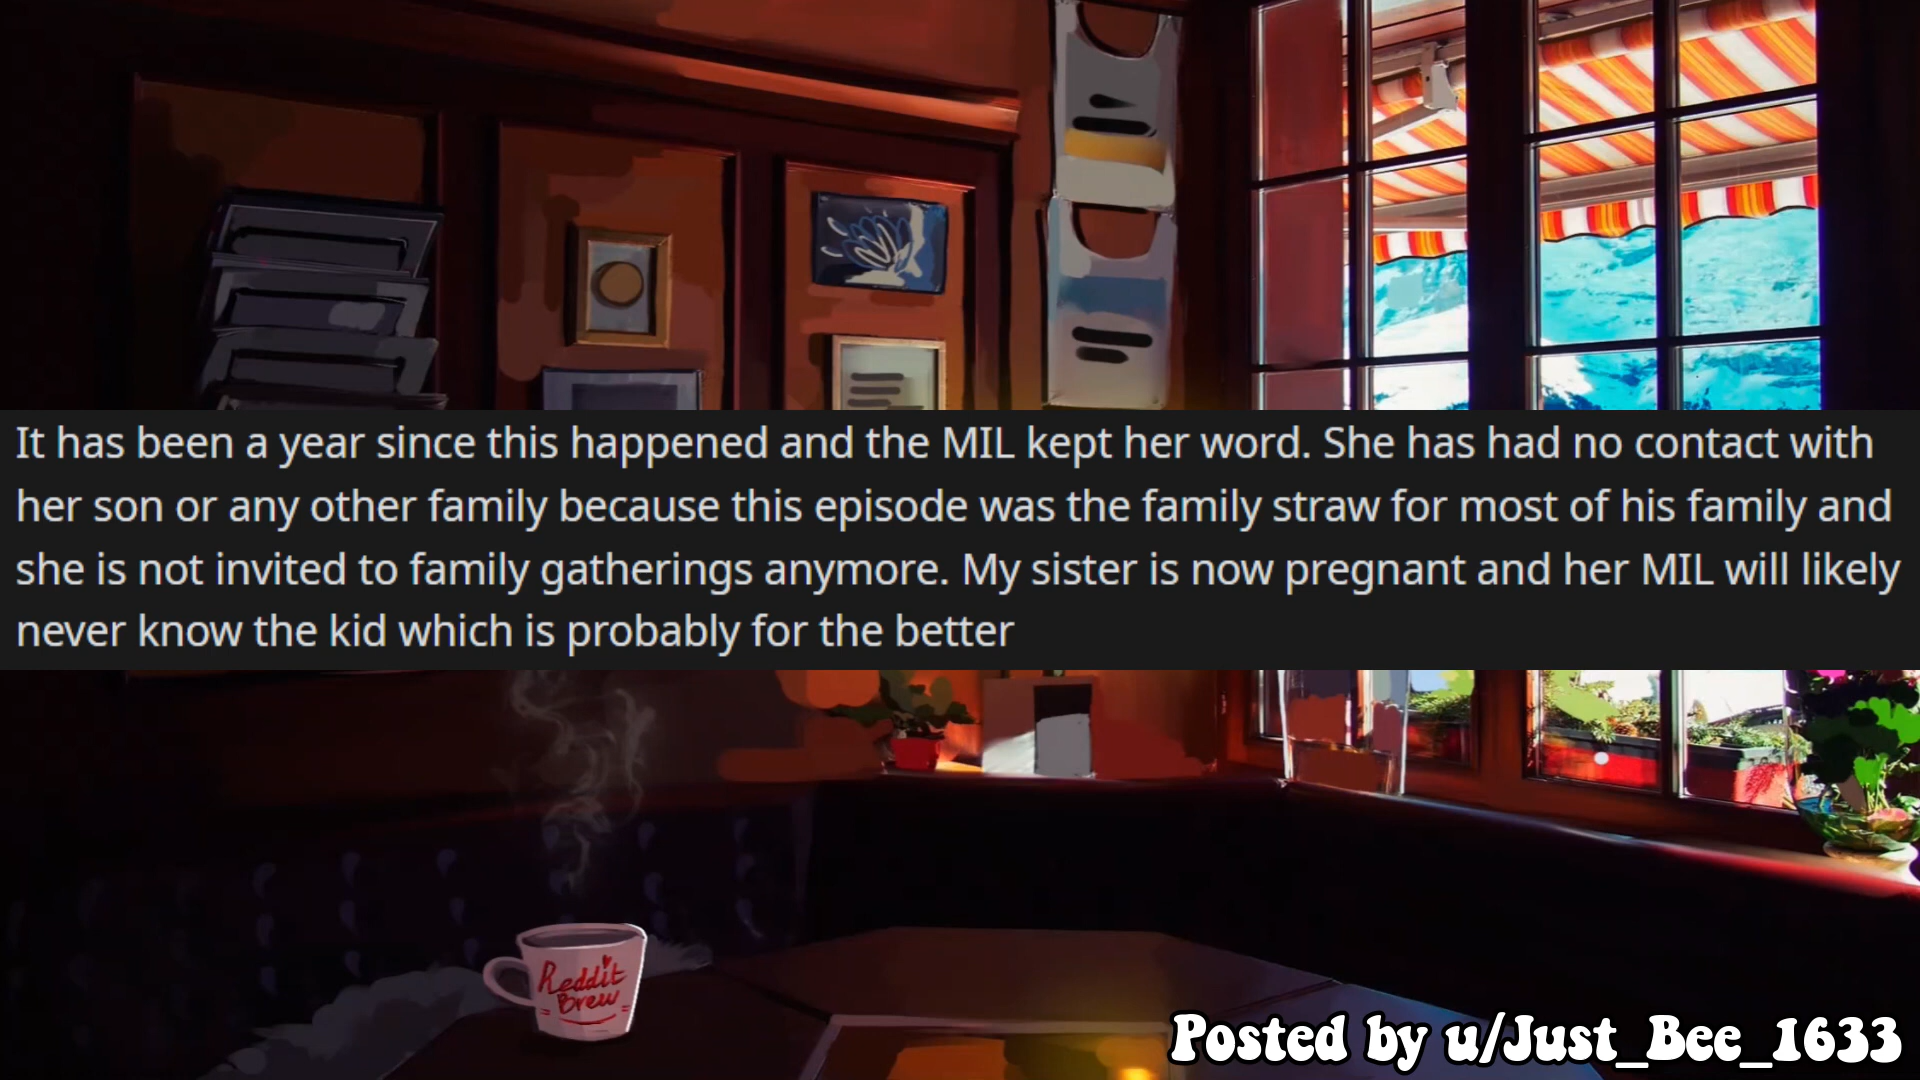 It has been a year since this happened and the MIL kept her word. She has had no contact with
her son or any other family because this episode was the family straw for most of his family and
she is not invited to family gatherings anymore. My sister is now pregnant and her MIL will likely
never know the kid which is probably for the better
Reddit
Brew
Posted by u/Just_Bee_1633